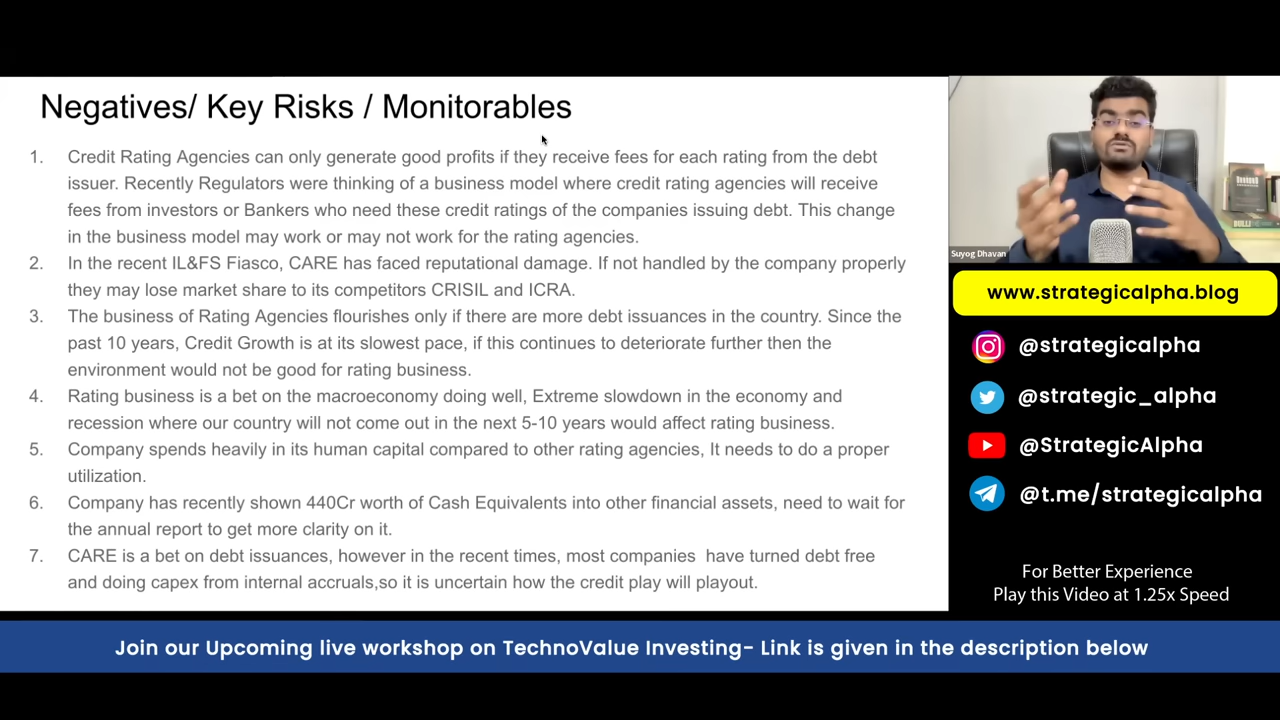 Negatives/ Key Risks / Monitorables
1. Credit Rating Agencies can only generate good profits if they receive fees for each rating from the debt
issuer. Recently Regulators were thinking of a business model where credit rating agencies will receive
fees from investors or Bankers who need these credit ratings of the companies issuing debt. This change
in the business model may work or may not work for the rating agencies.
2. In the recent IL&FS Fiasco, CARE has faced reputational damage. If not handled by the company properly
they may lose market share to its competitors CRISIL and ICRA.
3. The business of Rating Agencies flourishes only if there are more debt issuances in the country. Since the
past 10 years, Credit Growth is at its slowest pace, if this continues to deteriorate further then the
environment would not be good for rating business.
4. Rating business is a bet on the macroeconomy doing well, Extreme slowdown in the economy and
recession where our country will not come out in the next 5-10 years would affect rating business.
5. Company spends heavily in its human capital compared to other rating agencies, It needs to do a proper
utilization.
6. Company has recently shown 440Cr worth of Cash Equivalents into other financial assets, need to wait for
the annual report to get more clarity on it.
7. CARE is a bet on debt issuances, however in the recent times, most companies have turned debt free
and doing capex from internal accruals,so it is uncertain how the credit play will playout.
Suyog Dhavan
www.strategicalpha.blog
@strategicalpha
@strategic_alpha
@StrategicAlpha
@t.me/strategicalpha
For Better Experience
Play this Video at 1.25x Speed
Join our Upcoming live workshop on TechnoValue Investing- Link is given in the description below